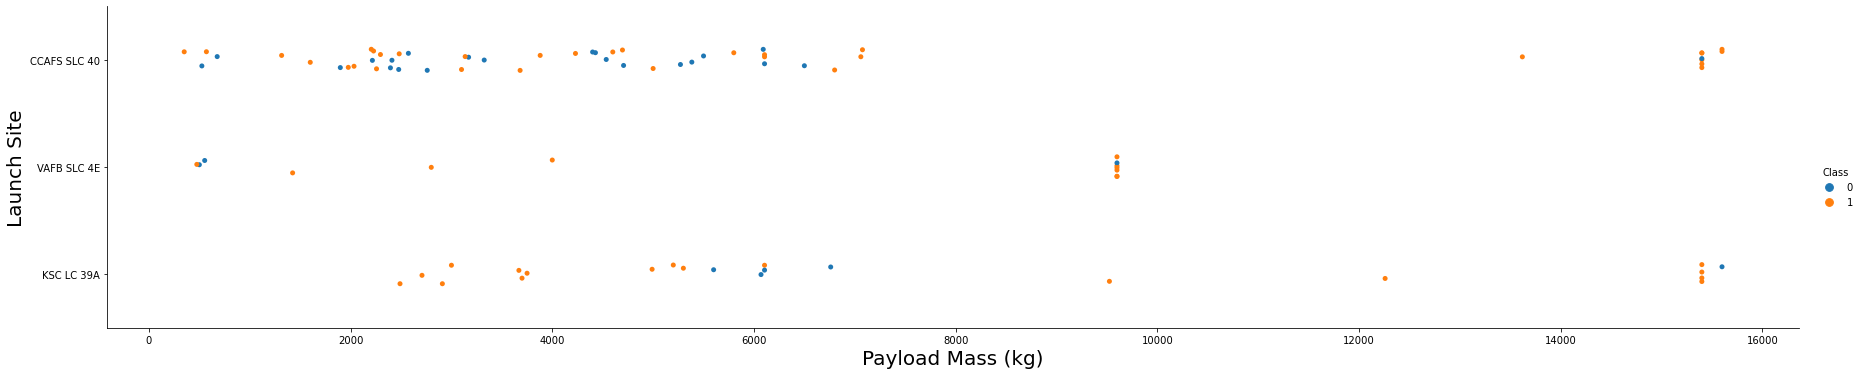 CCAFS SLC 40
VAFB SLC 4E
KSC LC 39A
Launch Site
0 2000 4000 6000 8000 10000 12000 14000 16000
Payload Mass (kg)
Class
0
1